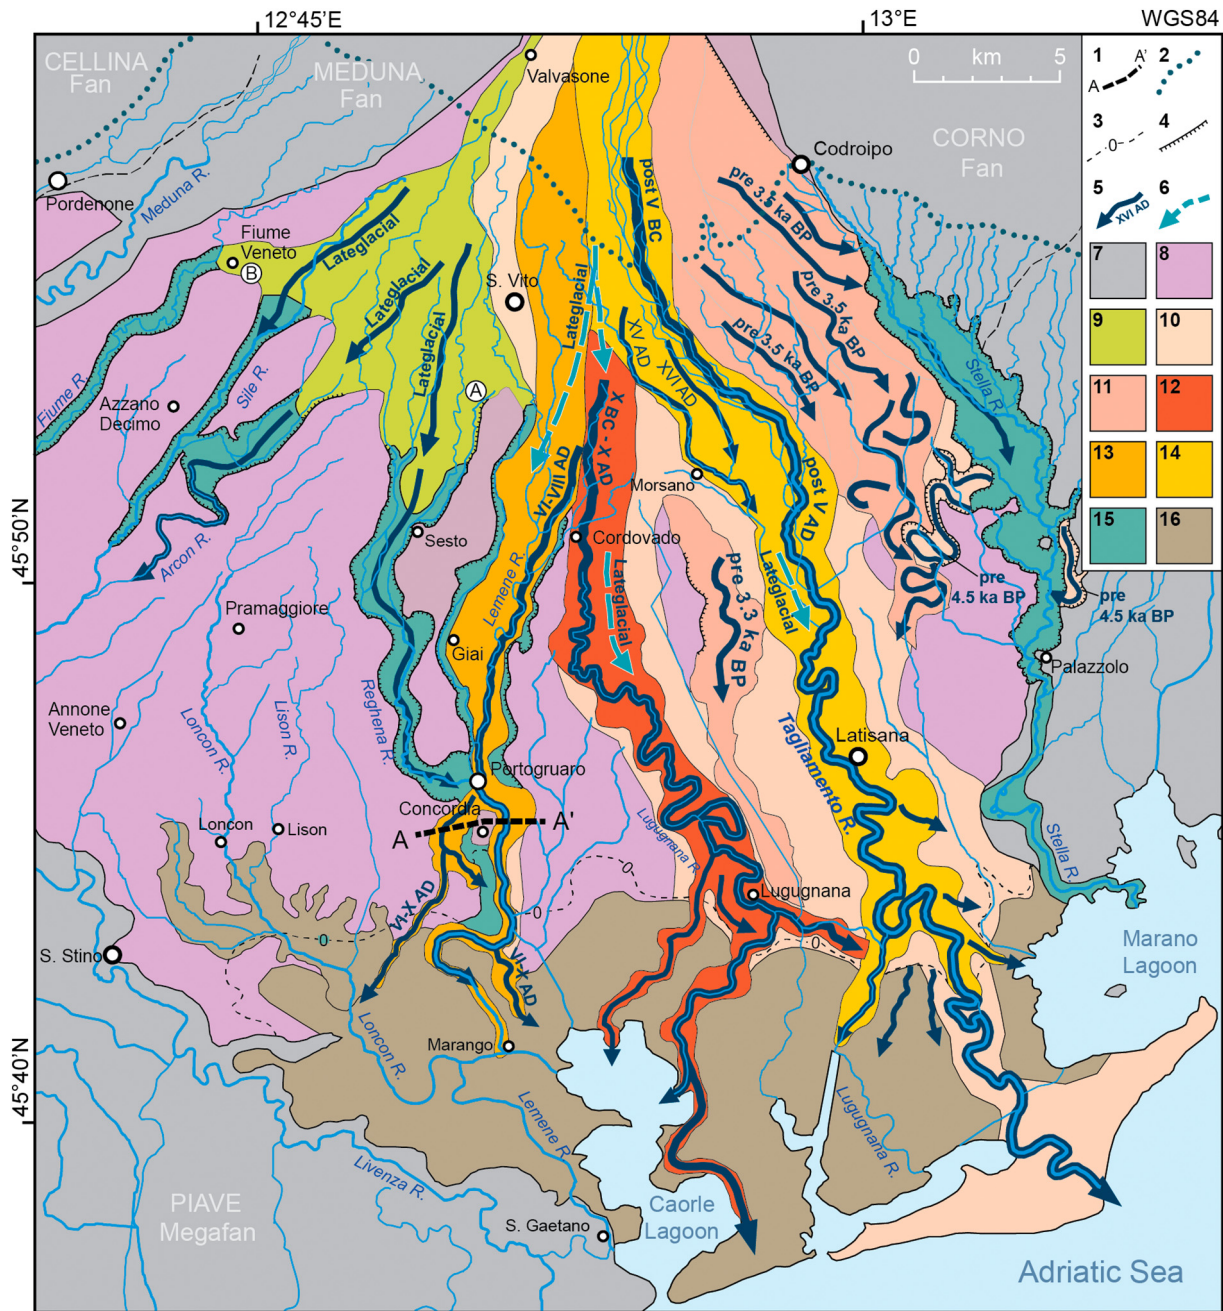 12°45'E
13°E
WGS84
CELLINA
Fan
MEDUNA
Fan
Valvasone
0 km 5
CORNO
Fan
Codroipo
Pordenone
Meduna R.
Fiume
Veneto
B
Lateglacial
Lateglacial
Lateglacial
S. Vito
Lateglacial
post V BC
pre 3.5 ka BP
pre 3.5 ka BP
pre 3.5 ka BP
XV AD
XVI AD
Stella R.
Fiume R.
Azzano
Decimo
Sile R.
A
X BC - X AD
VI-VIII AD
Morsano
post V AD
45°50'N
Arcon R.
Sesto
Cordovado
Lemene R.
Lateglacial
pre 3.3 ka BP
Lateglacial
pre
4.5 ka BP
pre
4.5 ka BP
Pramaggiore
Giai
Palazzolo
Annone
Veneto
Loncon R.
Lison R.
Reghena R.
Tagliamento R.
Latisana
Portogruaro
Concordia
A
A'
Loncon
Lison
Lugugnana R.
Stella R.
Lugugnana
VI-X AD
0
0
0
0
S. Stino
VI-X AD
Marano
Lagoon
Loncon R.
Marango
45°40'N
Lemene R.
Lugugnana R.
Livenza R.
PIAVE
Megafan
S. Gaetano
Caorle
Lagoon
Adriatic Sea
1
A
A'
2
3
0
4
5
XVI AD
6
7
8
9
10
11
12
13
14
15
16